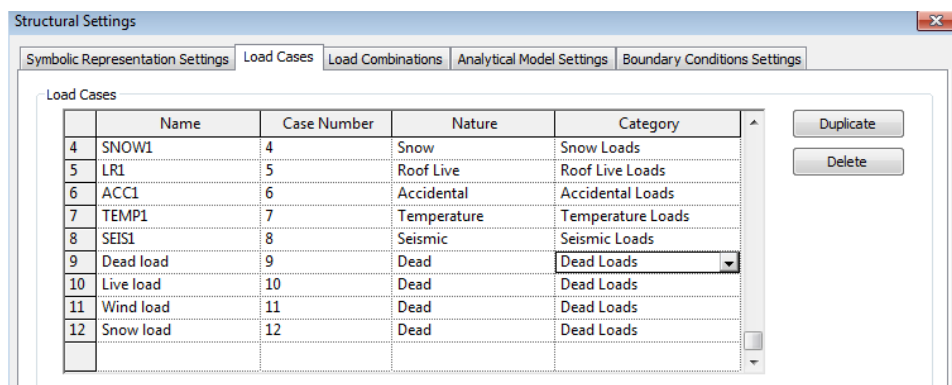 Structural Settings
Symbolic Representation Settings Load Cases Load Combinations Analytical Model Settings Boundary Conditions Settings
Load Cases
Name Case Number Nature Category
Duplicate
4 SNOW1 4 Snow Snow Loads
5 LR1 5 Roof Live Roof Live Loads
Delete
6 ACC1 6 Accidental Accidental Loads
7 TEMP1 7 Temperature Temperature Loads
8 SEIS1 8 Seismic Seismic Loads
9 Dead load 9 Dead Dead Loads
10 Live load 10 Dead Dead Loads
11 Wind load 11 Dead Dead Loads
12 Snow load 12 Dead Dead Loads